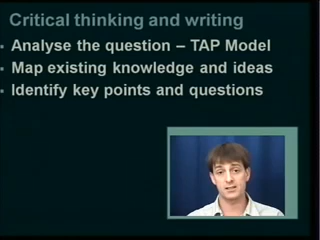 Critical thinking and writing
• Analyse the question – TAP Model
• Map existing knowledge and ideas
• Identify key points and questions